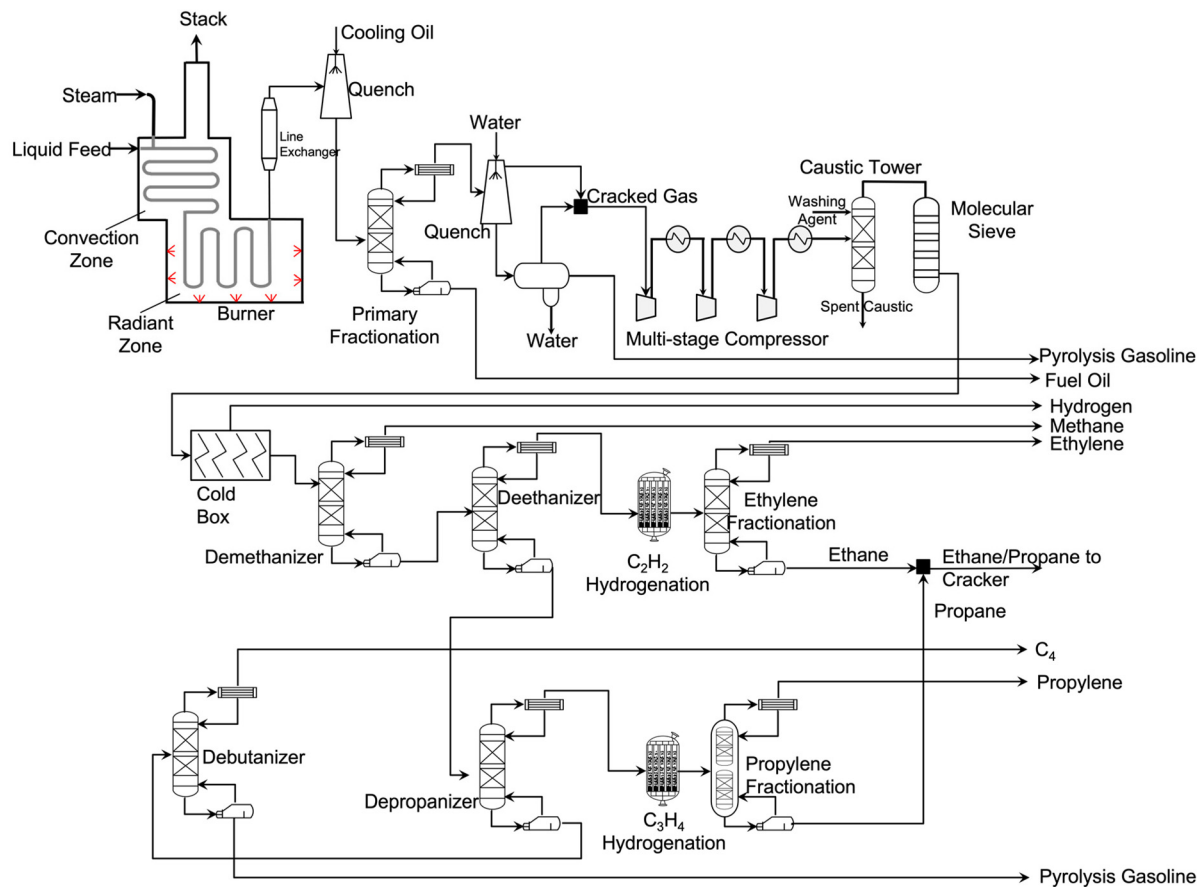 Stack
Cooling Oil
Quench
Steam
Line
Exchanger
Liquid Feed
Water
Caustic Tower
Cracked Gas
Washing
Agent
Molecular
Sieve
Convection
Zone
Quench
Radiant
Zone
Burner
Primary
Fractionation
Water
Multi-stage Compressor
Spent Caustic
Pyrolysis Gasoline
Fuel Oil
Hydrogen
Methane
Ethylene
Cold
Box
Demethanizer
Deethanizer
C₂H₂
Hydrogenation
Ethylene
Fractionation
Ethane
Ethane/Propane to
Cracker
Propane
C₄
Propylene
Debutanizer
Depropanizer
C₃H₄
Hydrogenation
Propylene
Fractionation
Pyrolysis Gasoline